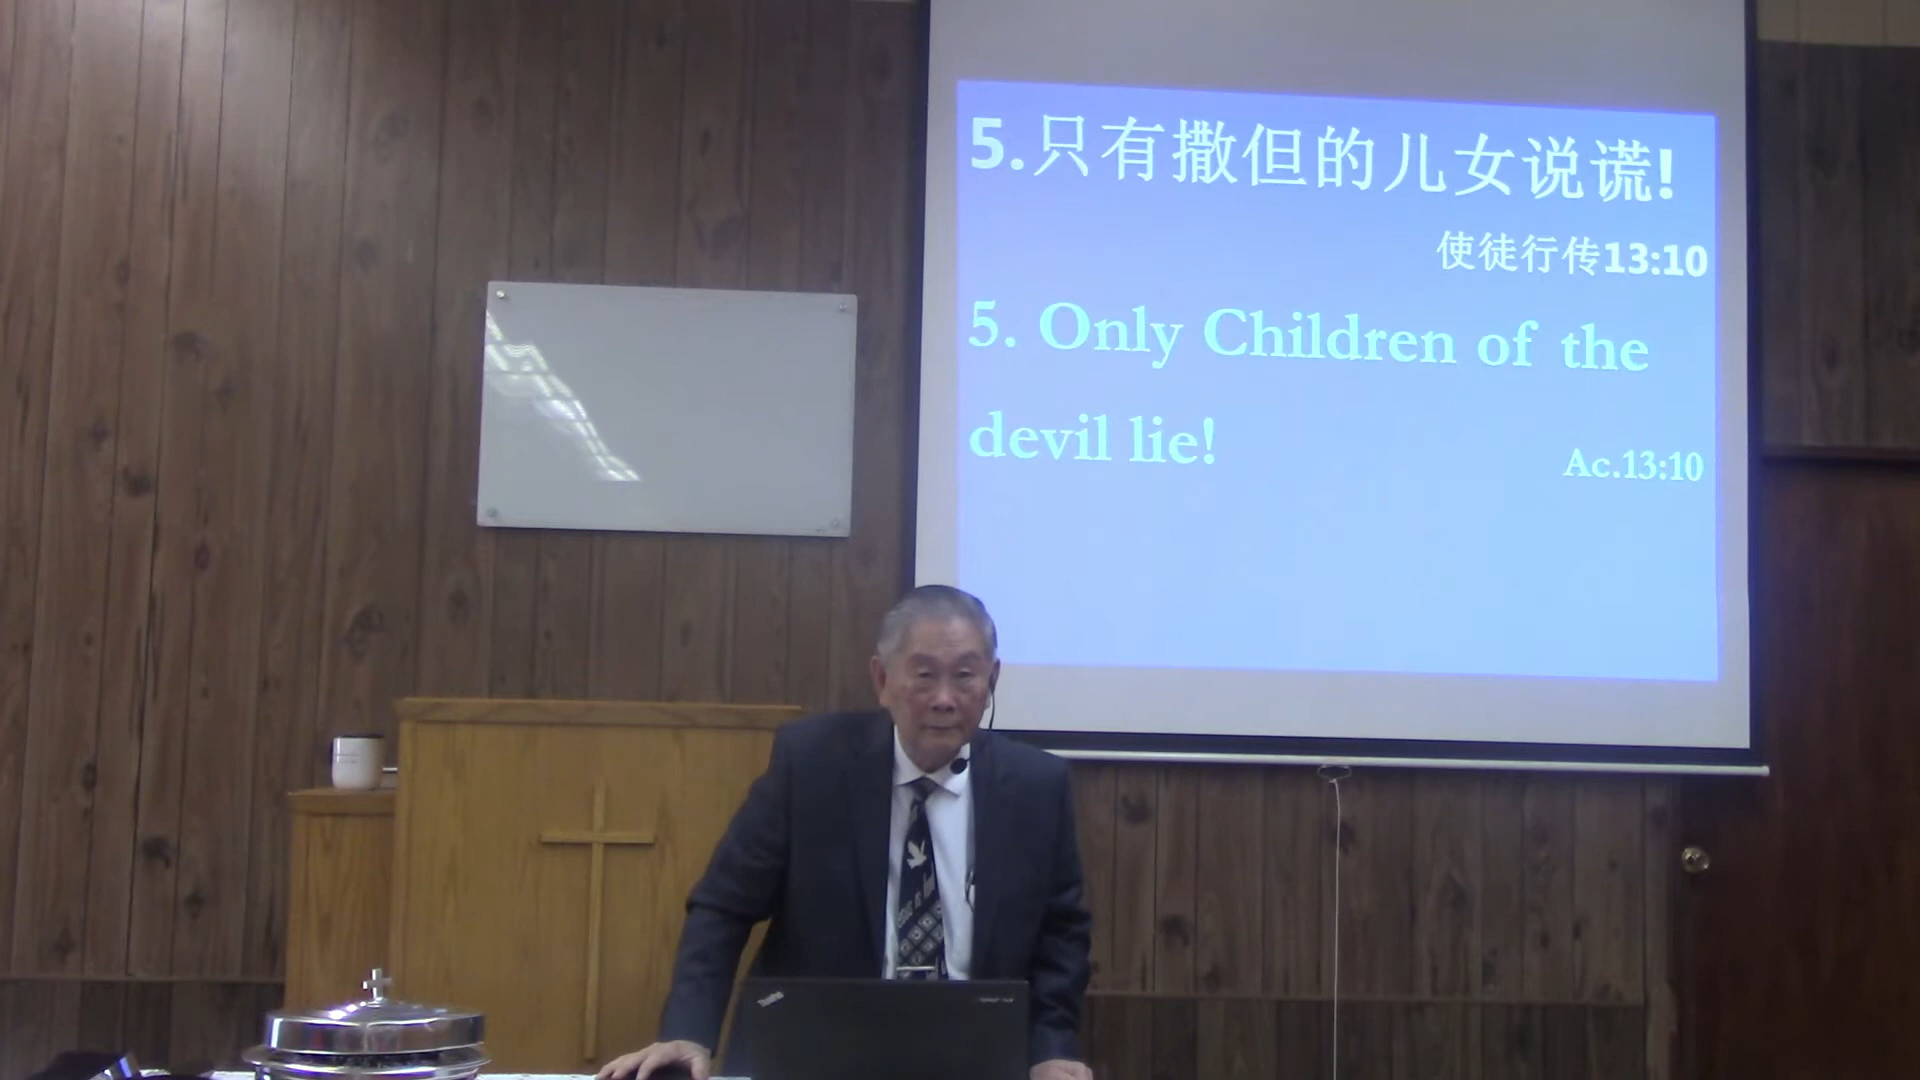 5.只有撒但的儿女说谎!
使徒行传13:10
5. Only Children of the
devil lie!
Ac.13:10
ThinkPad